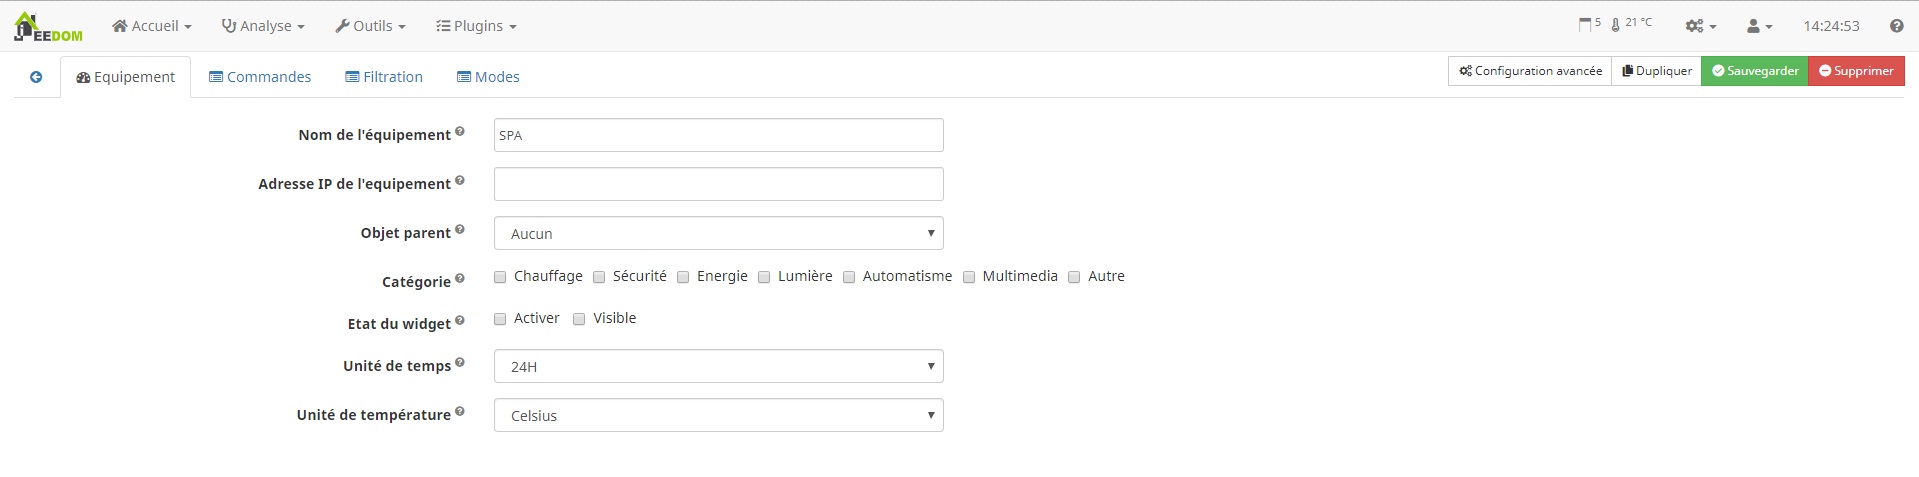 JEEDOM Accueil Analyse Outils Plugins 5 21 °C 14:24:53
Equipement Commandes Filtration Modes Configuration avancée Dupliquer Sauvegarder Supprimer
Nom de l'équipement SPA
Adresse IP de l'equipement
Objet parent Aucun
Catégorie Chauffage Sécurité Energie Lumière Automatisme Multimedia Autre
Etat du widget Activer Visible
Unité de temps 24H
Unité de température Celsius